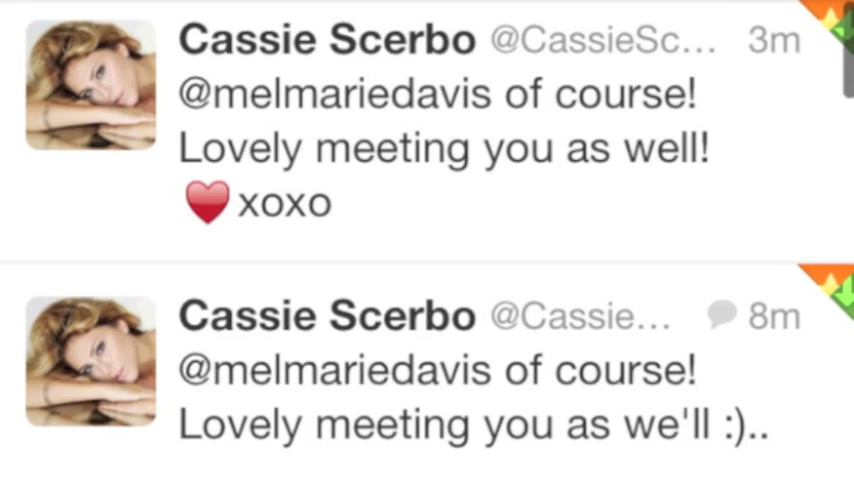 Cassie Scerbo @CassieSc... 3m
@melmariedavis of course!
Lovely meeting you as well!
❤️xoxo
Cassie Scerbo @Cassie... 8m
@melmariedavis of course!
Lovely meeting you as we'll :)..